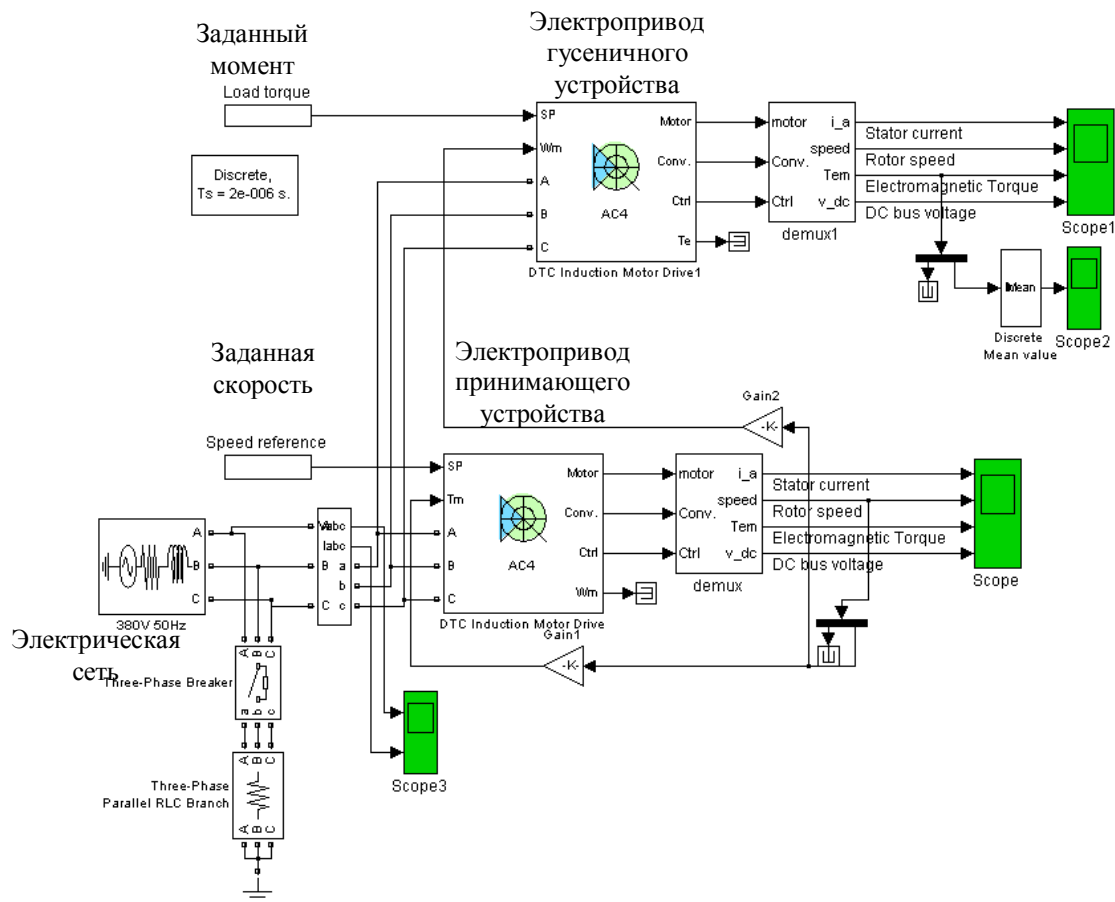 Заданный
момент
Load torque
Электропривод
гусеничного
устройства
Discrete,
Ts = 2e-006 s.
SP
Wm
A
B
C
Motor
Conv.
Ctrl
Te
AC4
DTC Induction Motor Drive1
motor
Conv.
Ctrl
i_a
speed
Tem
v_dc
demux1
Stator current
Rotor speed
Electromagnetic Torque
DC bus voltage
Scope1
Mean
Discrete
Mean value
Scope2
Заданная
скорость
Speed reference
Электропривод
принимающего
устройства
Gain2
-K-
SP
Tm
A
B
C
Motor
Conv.
Ctrl
Wm
AC4
DTC Induction Motor Drive
motor
Conv.
Ctrl
i_a
speed
Tem
v_dc
demux
Stator current
Rotor speed
Electromagnetic Torque
DC bus voltage
Scope
Gain1
-K-
A
B
C
380V 50Hz
Iabc
B
C
a
b
c
Электрическая
сеть
A B C
Three-Phase Breaker
a b c
A B C
Three-Phase
Parallel RLC Branch
A B C
Scope3